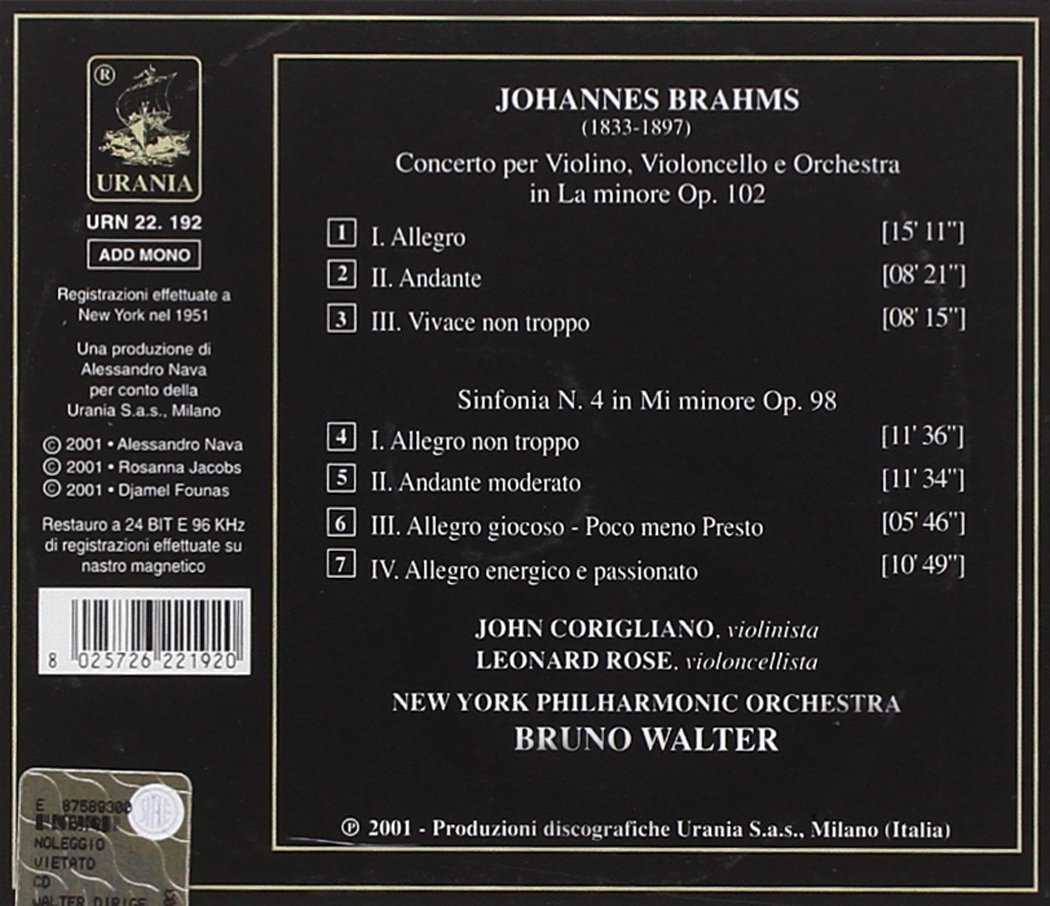 ®
URANIA
URN 22. 192
ADD MONO
Registrazioni effettuate a
New York nel 1951
Una produzione di
Alessandro Nava
per conto della
Urania S.a.s., Milano
© 2001 • Alessandro Nava
© 2001 • Rosanna Jacobs
© 2001 • Djamel Founas
Restauro a 24 BIT E 96 KHz
di registrazioni effettuate su
nastro magnetico
8 025726 221920
E 87589300
NOLEGGIO
VIETATO
CD
WALTER DIRIGE
JOHANNES BRAHMS
(1833-1897)
Concerto per Violino, Violoncello e Orchestra
in La minore Op. 102
1 I. Allegro [15' 11"]
2 II. Andante [08' 21"]
3 III. Vivace non troppo [08' 15"]
Sinfonia N. 4 in Mi minore Op. 98
4 I. Allegro non troppo [11' 36"]
5 II. Andante moderato [11' 34"]
6 III. Allegro giocoso - Poco meno Presto [05' 46"]
7 IV. Allegro energico e passionato [10' 49"]
JOHN CORIGLIANO, violinista
LEONARD ROSE, violoncellista
NEW YORK PHILHARMONIC ORCHESTRA
BRUNO WALTER
℗ 2001 - Produzioni discografiche Urania S.a.s., Milano (Italia)